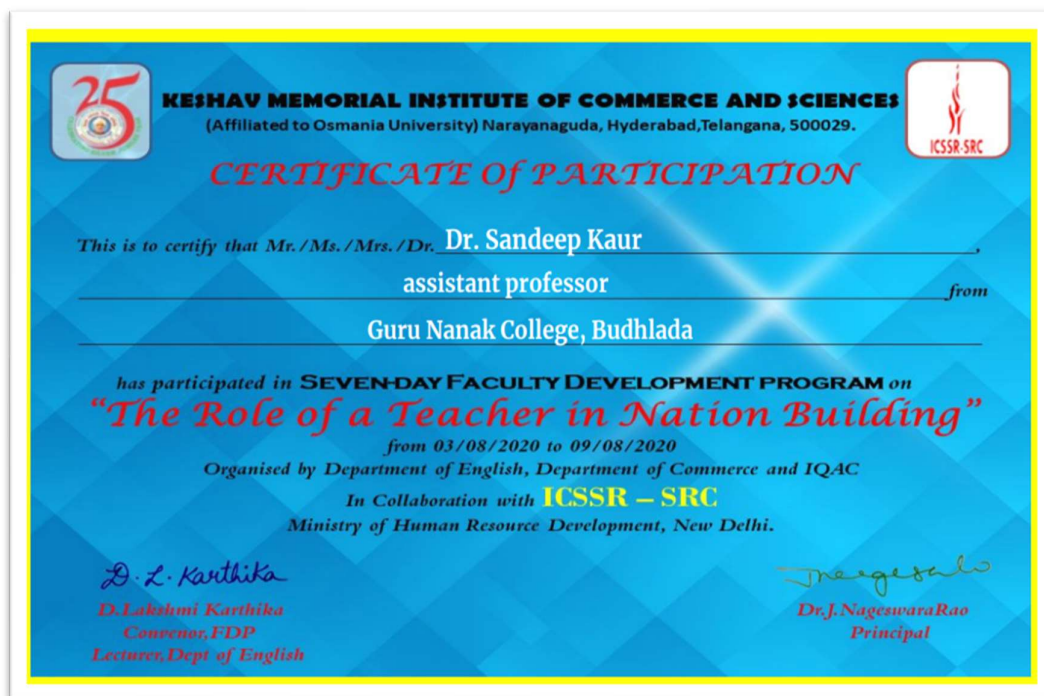 25
KESHAV MEMORIAL INSTITUTE OF COMMERCE AND SCIENCES
(Affiliated to Osmania University) Narayanaguda, Hyderabad,Telangana, 500029.
ICSSR-SRC
CERTIFICATE Of PARTICIPATION
This is to certify that Mr./Ms./Mrs./Dr. Dr. Sandeep Kaur,
assistant professor from
Guru Nanak College, Budhlada
has participated in SEVEN-DAY FACULTY DEVELOPMENT PROGRAM on
“The Role of a Teacher in Nation Building”
from 03/08/2020 to 09/08/2020
Organised by Department of English, Department of Commerce and IQAC
In Collaboration with ICSSR – SRC
Ministry of Human Resource Development, New Delhi.
D. L. Karthika
D.Lakshmi Karthika
Convenor,FDP
Lecturer,Dept of English
Dr.J.NageswaraRao
Principal